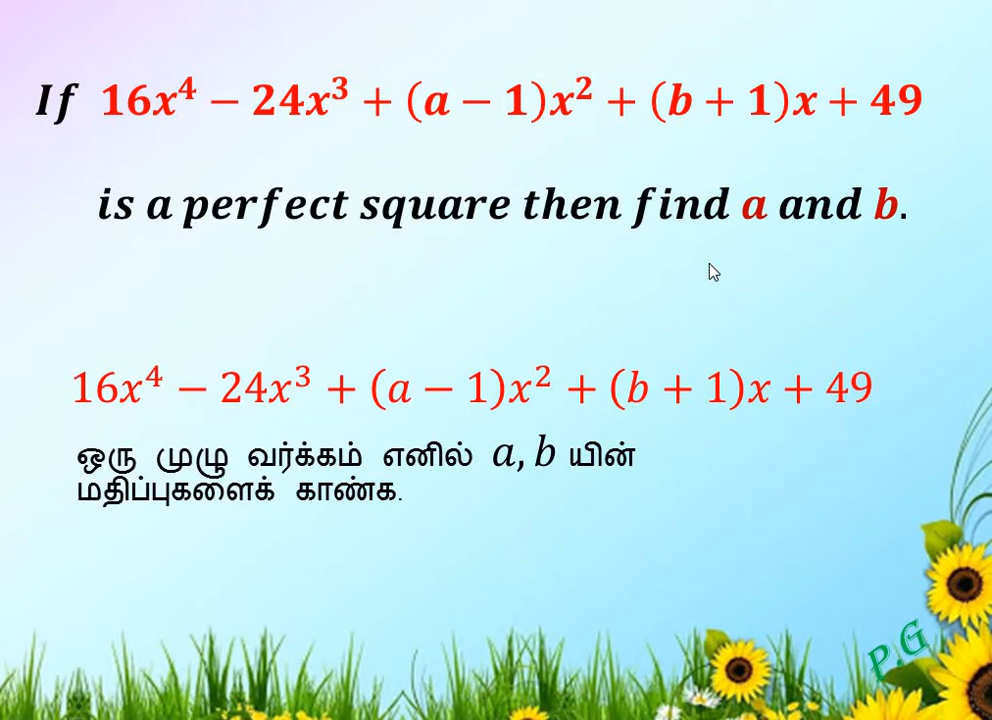 If 16x⁴ − 24x³ + (a − 1)x² + (b + 1)x + 49
is a perfect square then find a and b.
16x⁴ − 24x³ + (a − 1)x² + (b + 1)x + 49
ஒரு முழு வர்க்கம் எனில் a, b யின்
மதிப்புகளைக் காண்க.
P.G